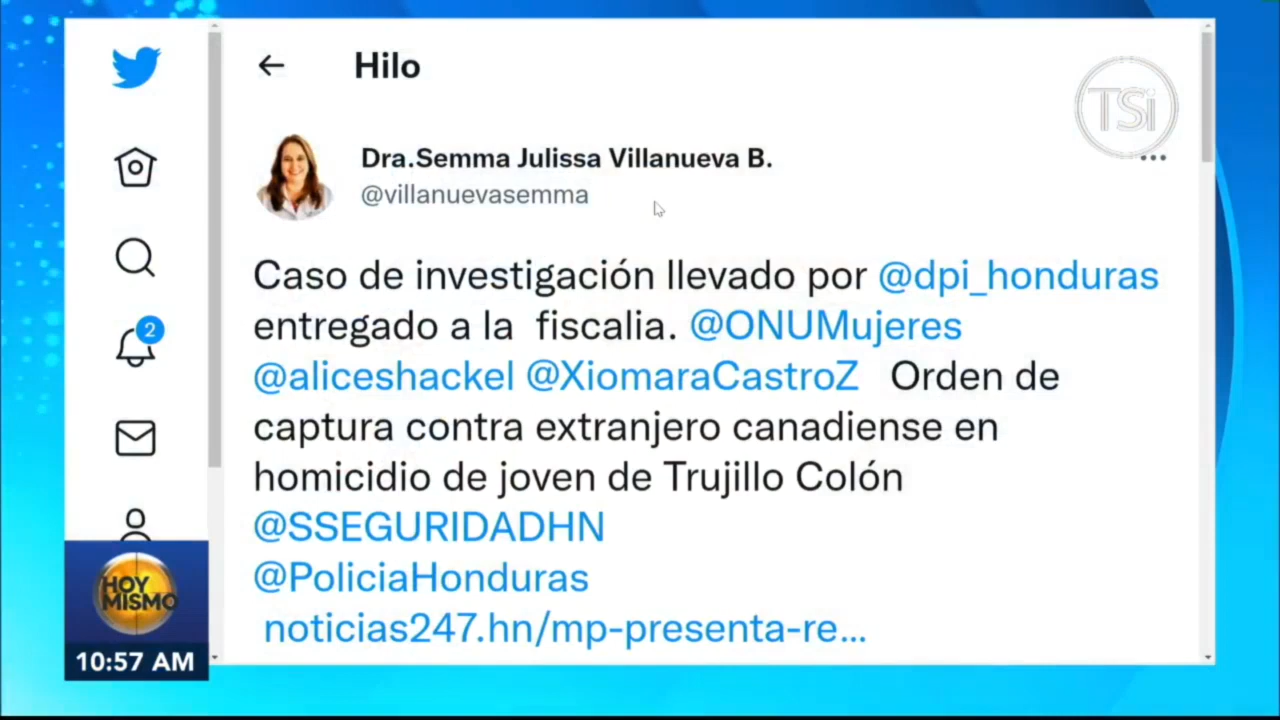 Hilo
TSi
Dra.Semma Julissa Villanueva B.
@villanuevasemma
Caso de investigación llevado por @dpi_honduras
entregado a la  fiscalia. @ONUMujeres
@aliceshackel @XiomaraCastroZ   Orden de
captura contra extranjero canadiense en
homicidio de joven de Trujillo Colón
@SSEGURIDADHN
@PoliciaHonduras
noticias247.hn/mp-presenta-re...
2
HOY
MISMO
10:57 AM